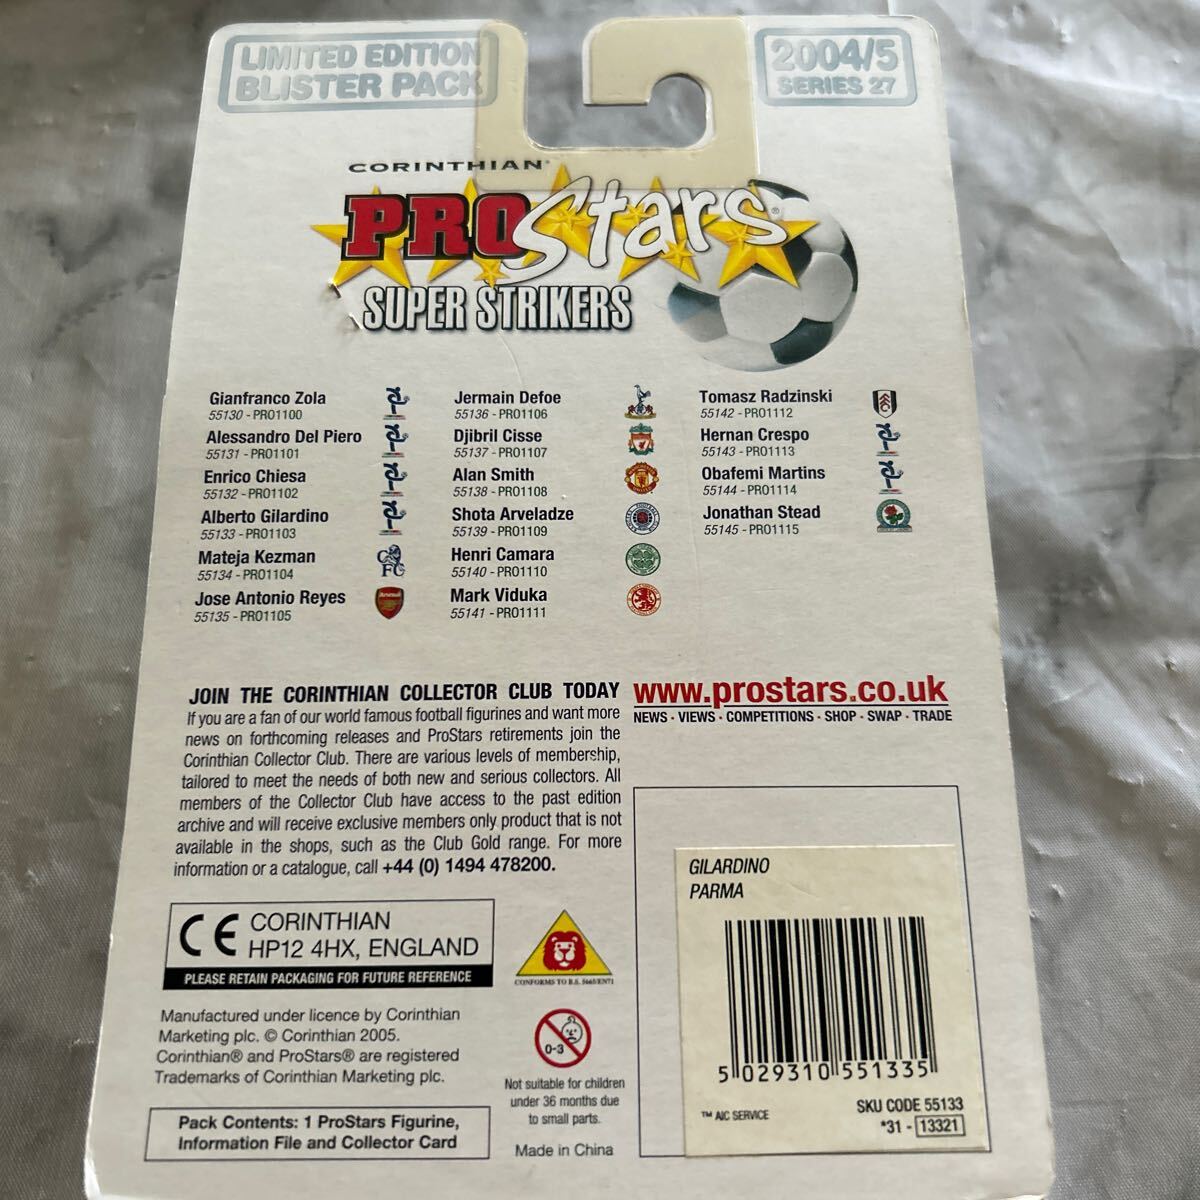 LIMITED EDITION
BLISTER PACK
2004/5
SERIES 27
CORINTHIAN®
PROStars®
SUPER STRIKERS
Gianfranco Zola
55130 - PRO1100
Alessandro Del Piero
55131 - PRO1101
Enrico Chiesa
55132 - PRO1102
Alberto Gilardino
55133 - PRO1103
Mateja Kezman
55134 - PRO1104
Jose Antonio Reyes
55135 - PRO1105
Jermain Defoe
55136 - PRO1106
Djibril Cisse
55137 - PRO1107
Alan Smith
55138 - PRO1108
Shota Arveladze
55139 - PRO1109
Henri Camara
55140 - PRO1110
Mark Viduka
55141 - PRO1111
Tomasz Radzinski
55142 - PRO1112
Hernan Crespo
55143 - PRO1113
Obafemi Martins
55144 - PRO1114
Jonathan Stead
55145 - PRO1115
JOIN THE CORINTHIAN COLLECTOR CLUB TODAY
If you are a fan of our world famous football figurines and want more
news on forthcoming releases and ProStars retirements join the
Corinthian Collector Club. There are various levels of membership,
tailored to meet the needs of both new and serious collectors. All
members of the Collector Club have access to the past edition
archive and will receive exclusive members only product that is not
available in the shops, such as the Club Gold range. For more
information or a catalogue, call +44 (0) 1494 478200.
www.prostars.co.uk
NEWS · VIEWS · COMPETITIONS · SHOP · SWAP · TRADE
CE CORINTHIAN
HP12 4HX, ENGLAND
PLEASE RETAIN PACKAGING FOR FUTURE REFERENCE
Manufactured under licence by Corinthian
Marketing plc. © Corinthian 2005.
Corinthian® and ProStars® are registered
Trademarks of Corinthian Marketing plc.
Pack Contents: 1 ProStars Figurine,
Information File and Collector Card
CONFORMS TO B.S. 5665/EN71
0-3
Not suitable for children
under 36 months due
to small parts.
Made in China
GILARDINO
PARMA
5 029310 551335
™ AIC SERVICE
SKU CODE 55133
*31 - 13321